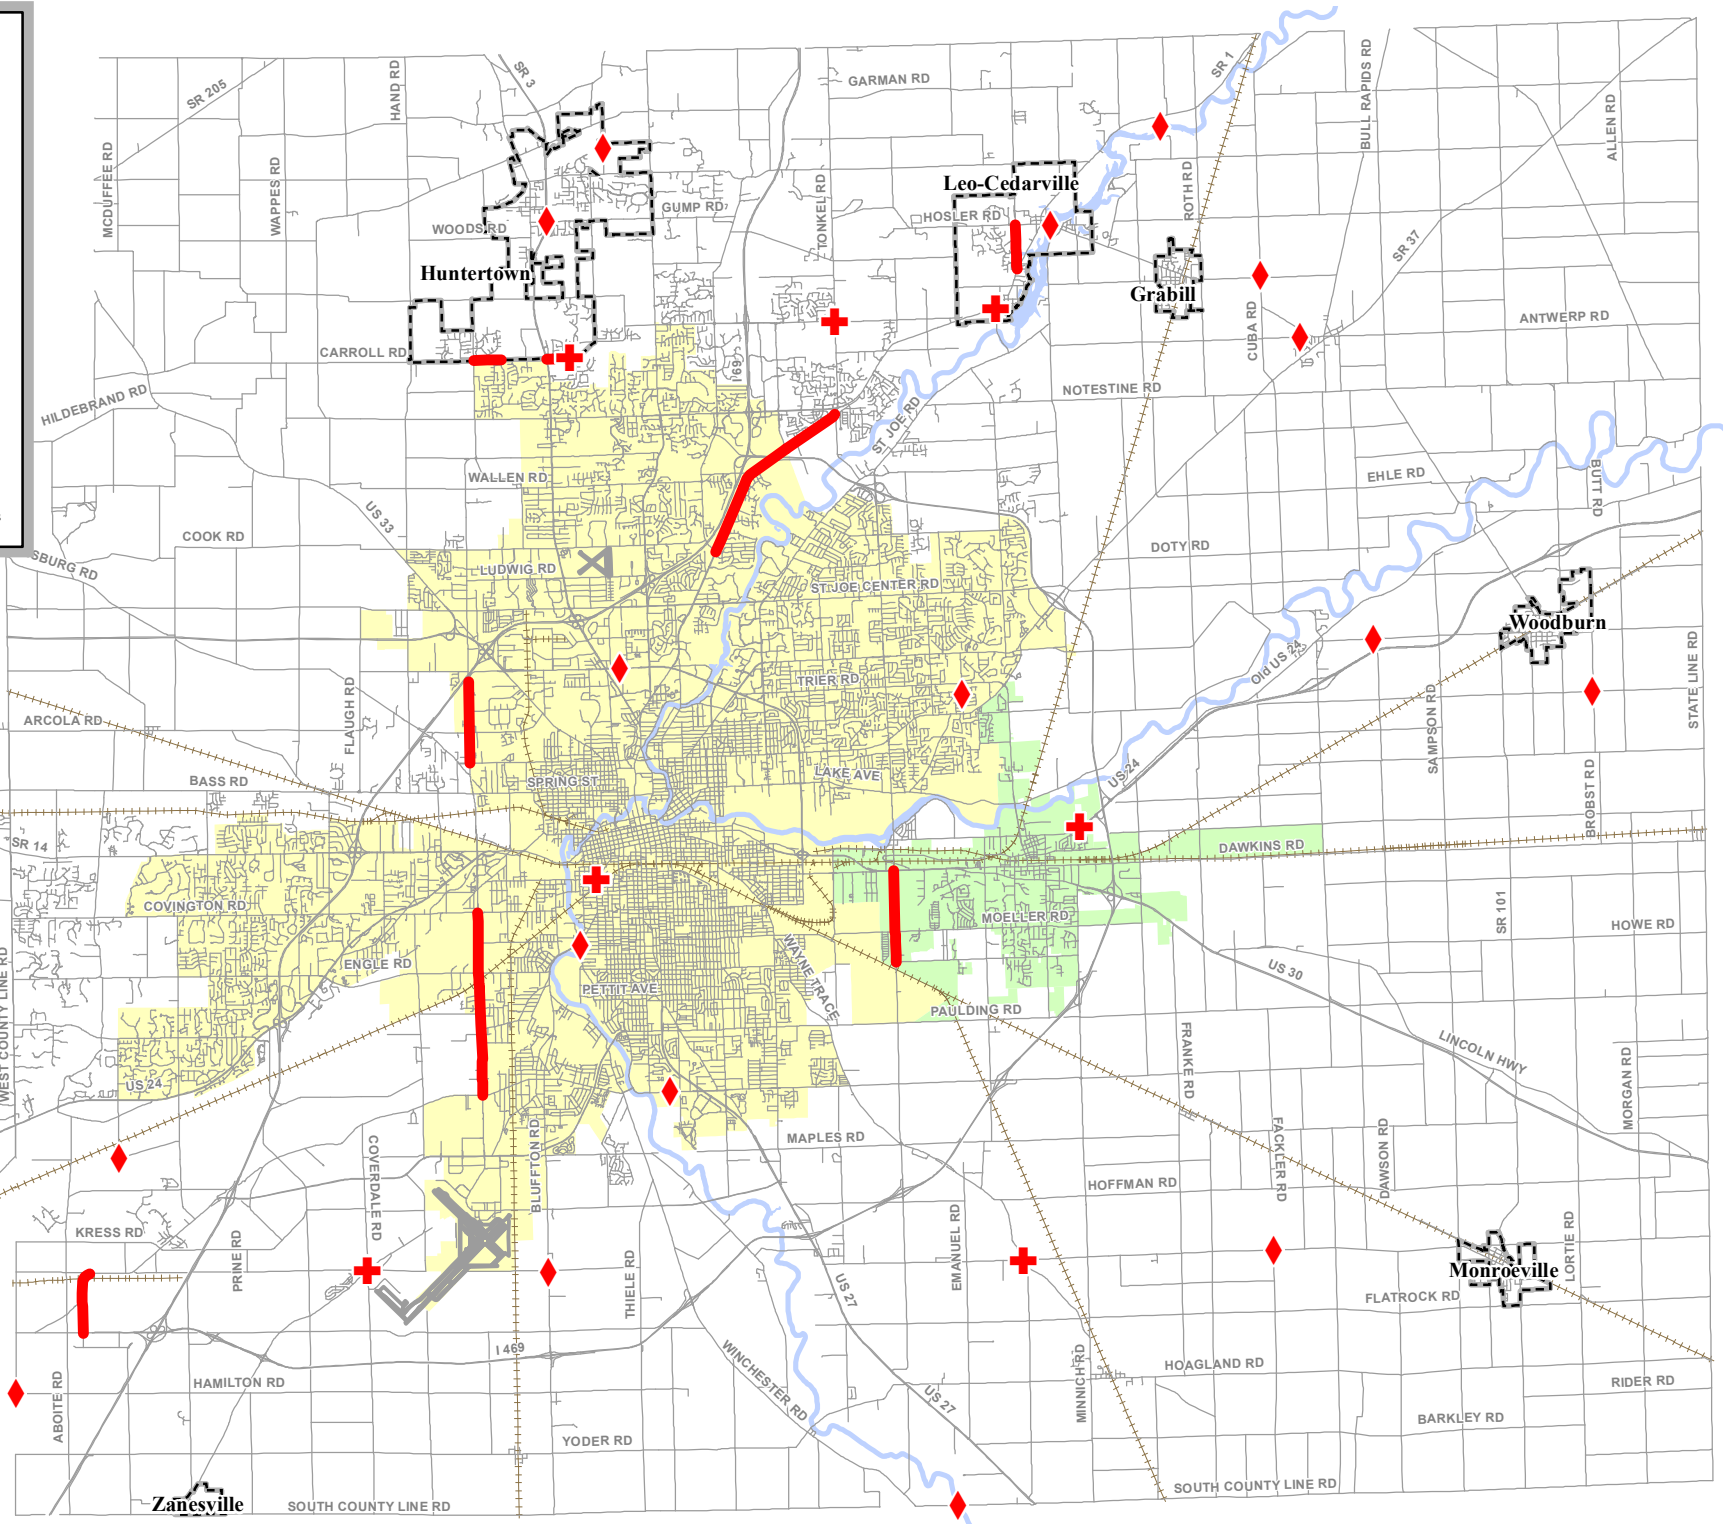 SR 3
SR 1
GARMAN RD
HAND RD
SR 205
BULL RAPIDS RD
ALLEN RD
MCDUFFEE RD
WAPPES RD
Leo-Cedarville
ROTH RD
TONKEL RD
GUMP RD
HOSLER RD
WOODS RD
SR 37
Huntertown
Grabill
ANTWERP RD
CUBA RD
CARROLL RD
I 69
NOTESTINE RD
HILDEBRAND RD
ST JOE RD
WALLEN RD
EHLE RD
BUTT RD
US 33
COOK RD
DOTY RD
SBURG RD
LUDWIG RD
ST JOE CENTER RD
Woodburn
Old US 24
STATE LINE RD
TRIER RD
FLAUGH RD
SAMPSON RD
ARCOLA RD
BASS RD
SPRING ST
LAKE AVE
US 24
BROBST RD
SR 14
DAWKINS RD
COVINGTON RD
MOELLER RD
SR 101
HOWE RD
ENGLE RD
WAYNE TRACE
US 30
WEST COUNTY LINE RD
PETTIT AVE
PAULDING RD
LINCOLN HWY
FRANKE RD
MORGAN RD
US 24
MAPLES RD
COVERDALE RD
BLUFFTON RD
FACKLER RD
DAWSON RD
HOFFMAN RD
KRESS RD
PRINE RD
EMANUEL RD
LORTIE RD
THIELE RD
Monroeville
US 27
FLATROCK RD
I 469
HOAGLAND RD
HAMILTON RD
WINCHESTER RD
MINNICH RD
RIDER RD
ABOITE RD
US 27
BARKLEY RD
YODER RD
SOUTH COUNTY LINE RD
Zanesville
SOUTH COUNTY LINE RD